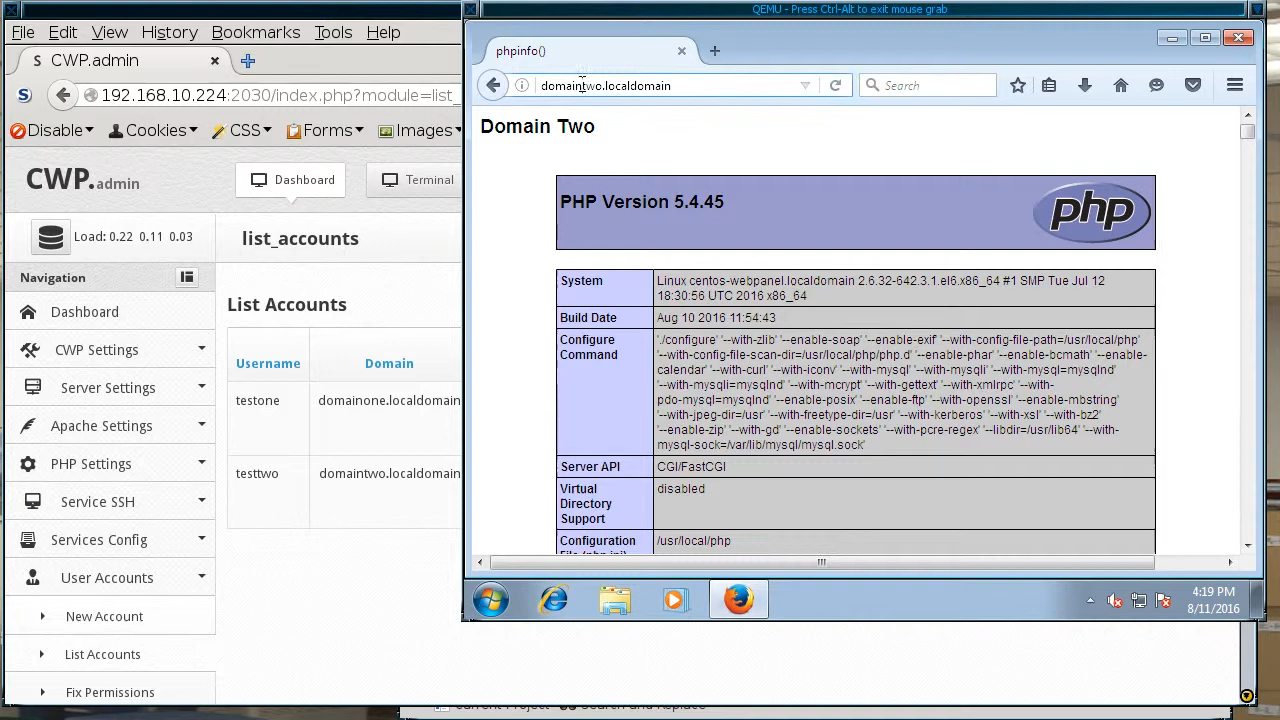 QEMU - Press Ctrl-Alt to exit mouse grab
File Edit View History Bookmarks Tools Help
S CWP.admin
192.168.10.224:2030/index.php?module=list_
Disable Cookies CSS Forms Images
CWP.admin
Dashboard Terminal
Load: 0.22 0.11 0.03
list_accounts
Navigation
Dashboard
CWP Settings
Server Settings
Apache Settings
PHP Settings
Service SSH
Services Config
User Accounts
New Account
List Accounts
Fix Permissions
List Accounts
Username Domain
testone domainone.localdomain
testtwo domaintwo.localdomain
phpinfo()
domaintwo.localdomain
Search
Domain Two
PHP Version 5.4.45
php
System Linux centos-webpanel.localdomain 2.6.32-642.3.1.el6.x86_64 #1 SMP Tue Jul 12
18:30:56 UTC 2016 x86_64
Build Date Aug 10 2016 11:54:43
Configure Command './configure' '--with-zlib' '--enable-soap' '--enable-exif' '--with-config-file-path=/usr/local/php'
'--with-config-file-scan-dir=/usr/local/php/php.d' '--enable-phar' '--enable-bcmath' '--enable-
calendar' '--with-curl' '--with-iconv' '--with-mysql' '--with-mysqli' '--with-mysql=mysqlnd'
'--with-mysqli=mysqlnd' '--with-mcrypt' '--with-gettext' '--with-xmlrpc' '--with-
pdo-mysql=mysqlnd' '--enable-posix' '--enable-ftp' '--with-openssl' '--enable-mbstring'
'--with-jpeg-dir=/usr' '--with-freetype-dir=/usr' '--with-kerberos' '--with-xsl' '--with-bz2'
'--enable-zip' '--with-gd' '--enable-sockets' '--with-pcre-regex' '--libdir=/usr/lib64' '--with-
mysql-sock=/var/lib/mysql/mysql.sock'
Server API CGI/FastCGI
Virtual Directory Support disabled
Configuration /usr/local/php
File (php.ini)
4:19 PM
8/11/2016
Current Project - Search and Replace